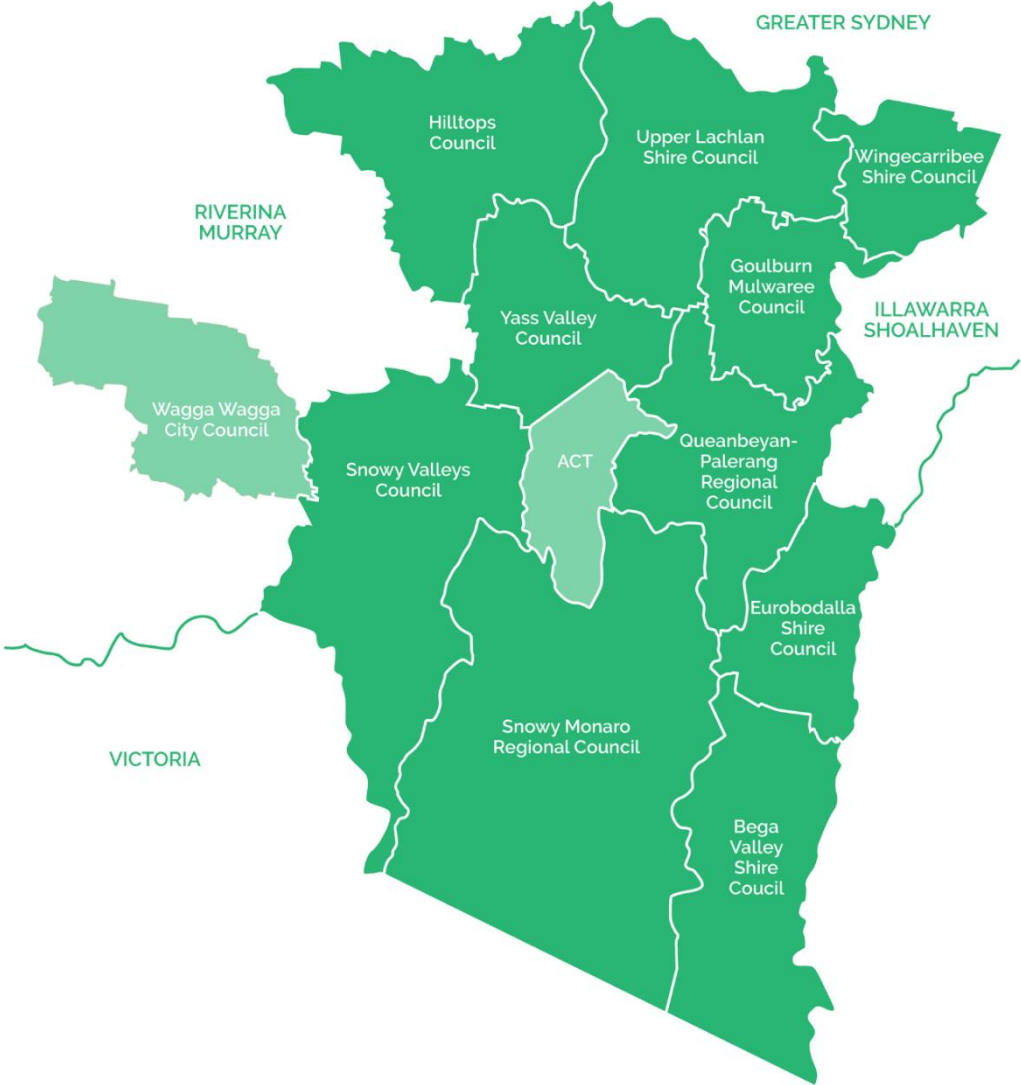 GREATER SYDNEY
Hilltops
Council
Upper Lachlan
Shire Council
Wingecarribee
Shire Council
RIVERINA
MURRAY
Goulburn
Mulwaree
Council
Yass Valley
Council
ILLAWARRA
SHOALHAVEN
Wagga Wagga
City Council
Snowy Valleys
Council
ACT
Queanbeyan-
Palerang
Regional
Council
Eurobodalla
Shire
Council
VICTORIA
Snowy Monaro
Regional Council
Bega
Valley
Shire
Coucil